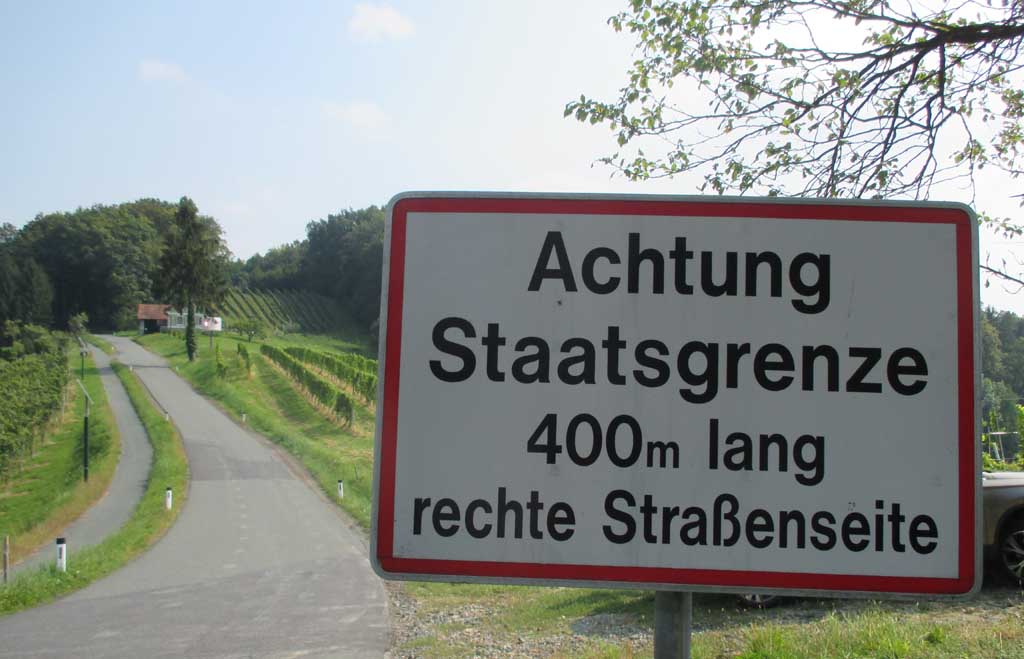 Achtung
Staatsgrenze
400m lang
rechte Straßenseite